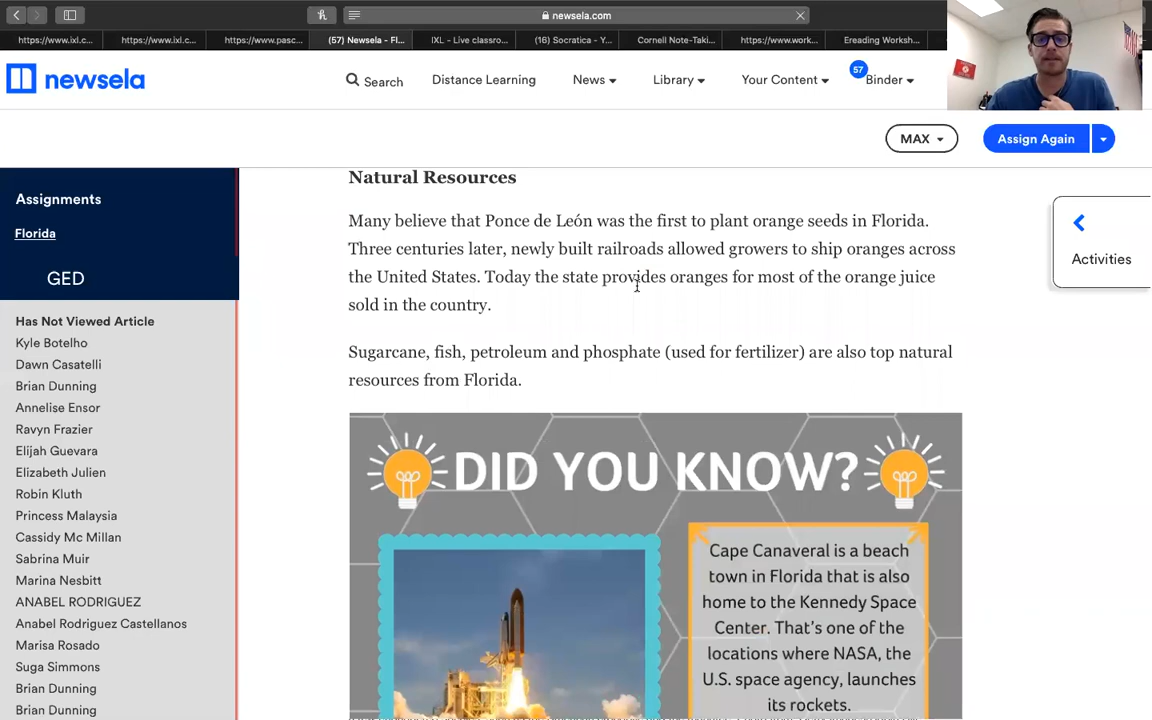 newsela.com
https://www.ixl.c...
https://www.ixl.c...
https://www.pasc...
(57) Newsela - Fl...
IXL - Live classro...
(16) Socratica - Y...
Cornell Note-Taki...
https://www.work...
Ereading Worksh...
newsela
Search
Distance Learning
News
Library
Your Content
57
Binder
MAX
Assign Again
Assignments
Florida
GED
Has Not Viewed Article
Kyle Botelho
Dawn Casatelli
Brian Dunning
Annelise Ensor
Ravyn Frazier
Elijah Guevara
Elizabeth Julien
Robin Kluth
Princess Malaysia
Cassidy Mc Millan
Sabrina Muir
Marina Nesbitt
ANABEL RODRIGUEZ
Anabel Rodriguez Castellanos
Marisa Rosado
Suga Simmons
Brian Dunning
Brian Dunning
Natural Resources
Many believe that Ponce de León was the first to plant orange seeds in Florida.
Three centuries later, newly built railroads allowed growers to ship oranges across
the United States. Today the state provides oranges for most of the orange juice
sold in the country.
Sugarcane, fish, petroleum and phosphate (used for fertilizer) are also top natural
resources from Florida.
DID YOU KNOW?
Cape Canaveral is a beach
town in Florida that is also
home to the Kennedy Space
Center. That's one of the
locations where NASA, the
U.S. space agency, launches
its rockets.
Activities